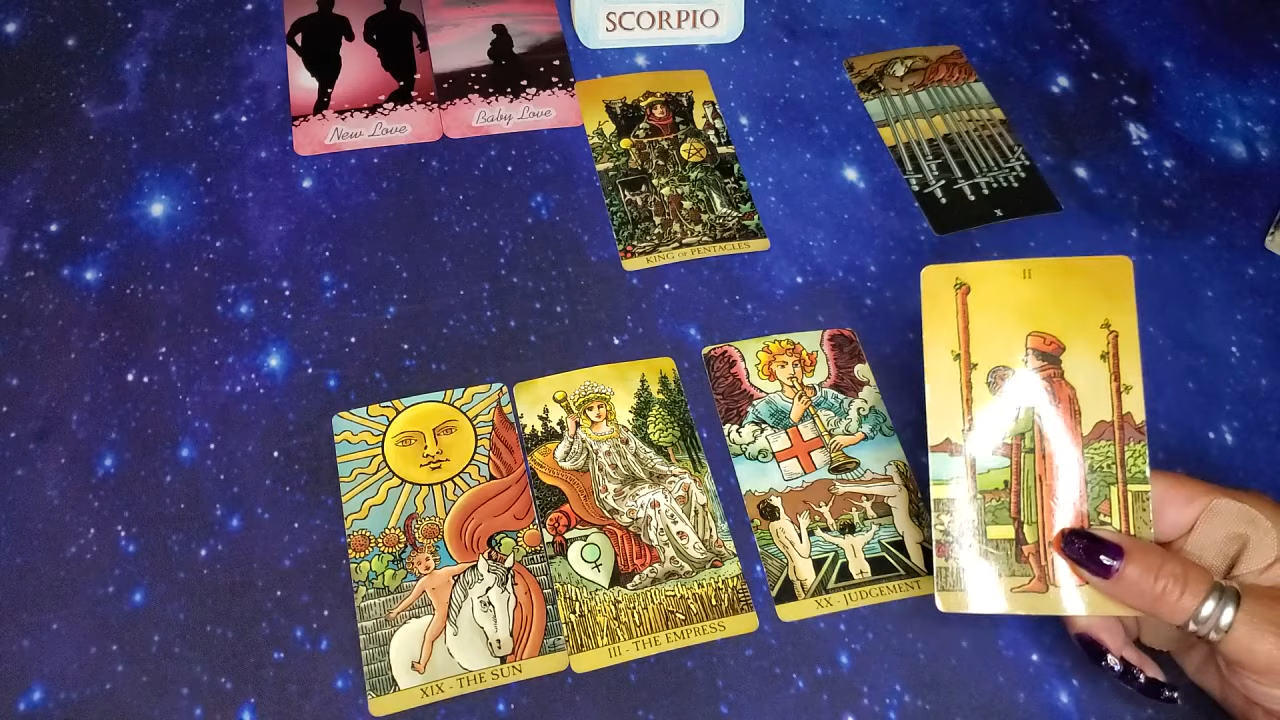 SCORPIO
New Love
Baby Love
KING OF PENTACLES
X
II
XIX - THE SUN
III - THE EMPRESS
XX - JUDGEMENT